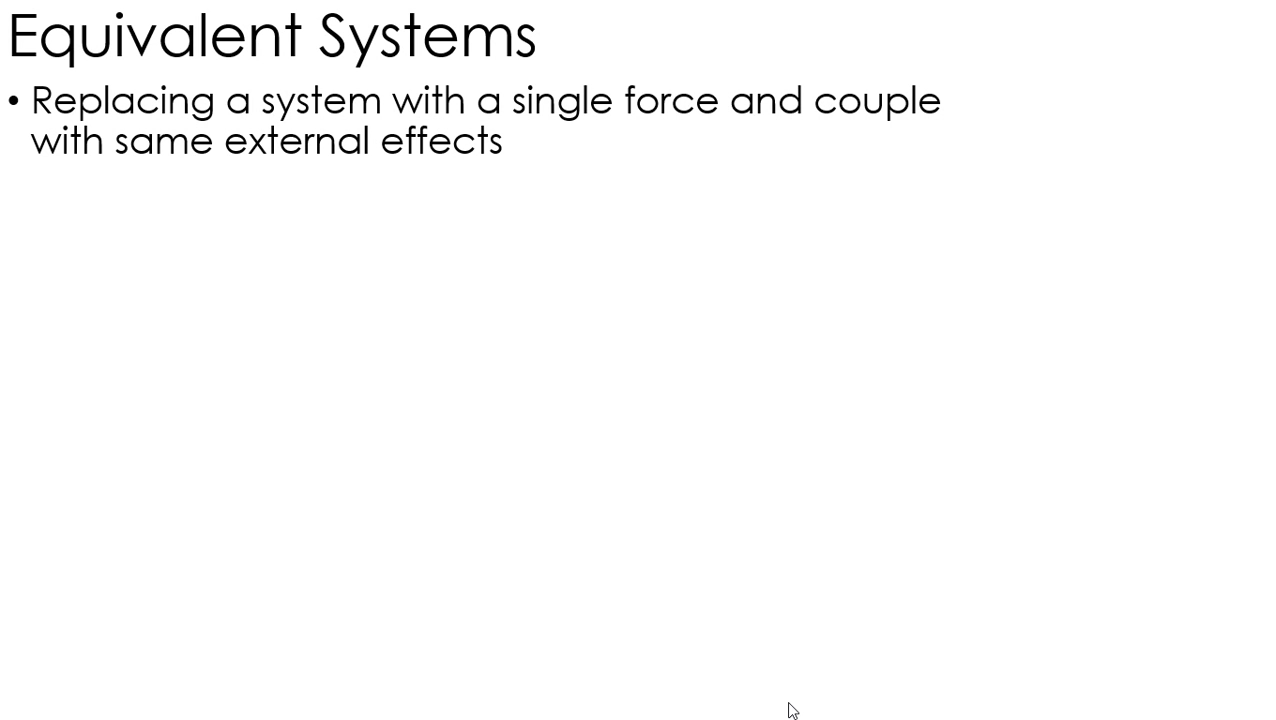 Equivalent Systems
• Replacing a system with a single force and couple
with same external effects